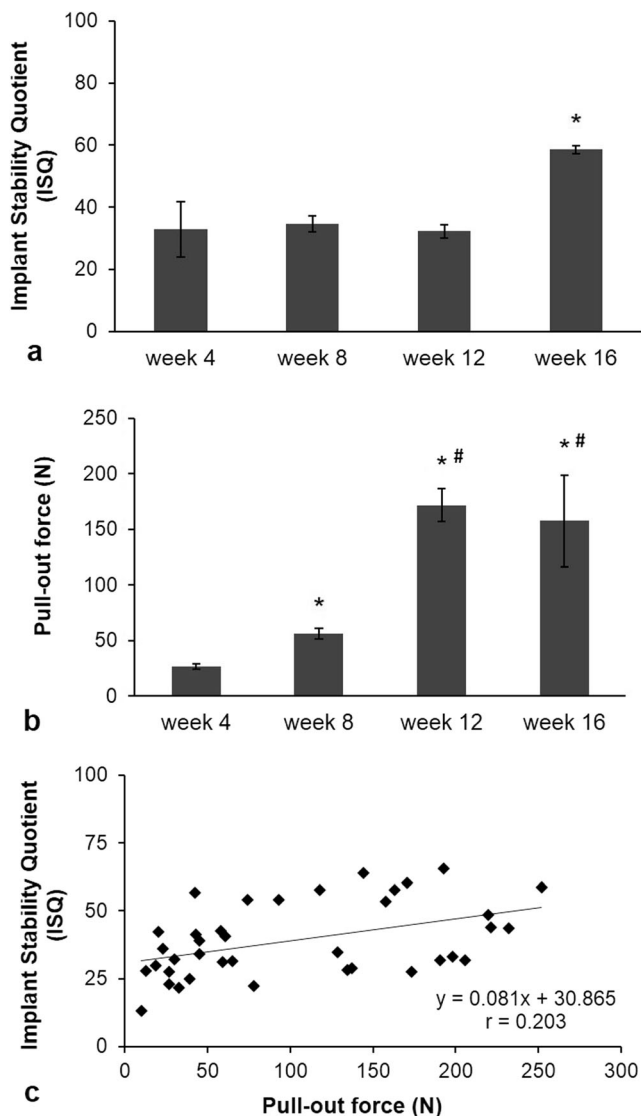 100
80
60
40
20
0
Implant Stability Quotient
(ISQ)
*
week 4 week 8 week 12 week 16
a
250
200
150
100
50
0
Pull-out force (N)
*
* #
* #
week 4 week 8 week 12 week 16
b
100
75
50
25
0
Implant Stability Quotient
(ISQ)
y = 0.081x + 30.865
r = 0.203
0 50 100 150 200 250 300
Pull-out force (N)
c